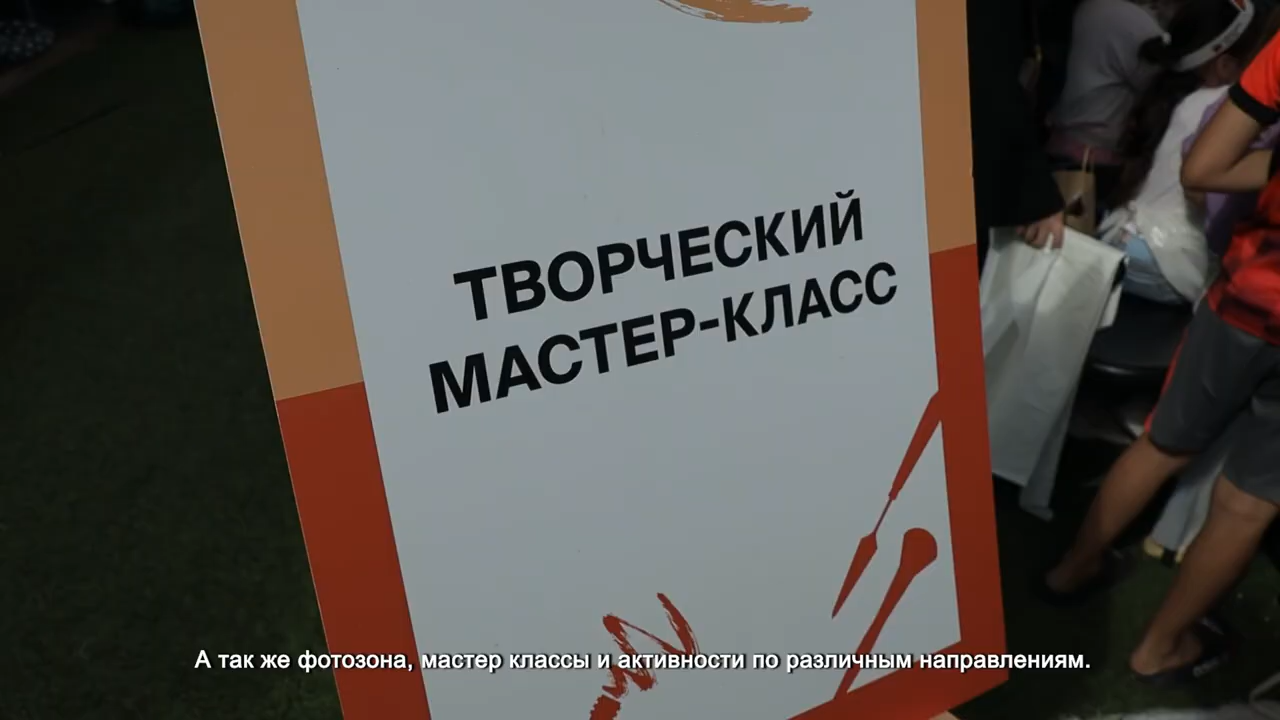 ТВОРЧЕСКИЙ
МАСТЕР-КЛАСС
А так же фотозона, мастер классы и активности по различным направлениям.